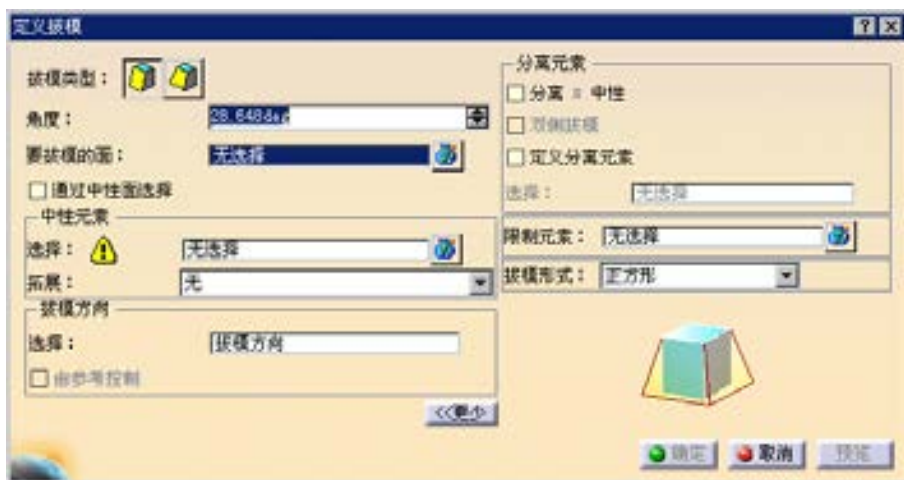 定义拔模
拔模类型：
角度： 28.648deg
要拔模的面： 无选择
通过中性面选择
中性元素
选择： 无选择
拓展： 无
拔模方向
选择： 拔模方向
由参考控制
<<更少
分离元素
分离 = 中性
双侧拔模
定义分离元素
选择： 无选择
限制元素： 无选择
拔模形式： 正方形
确定 取消 预览